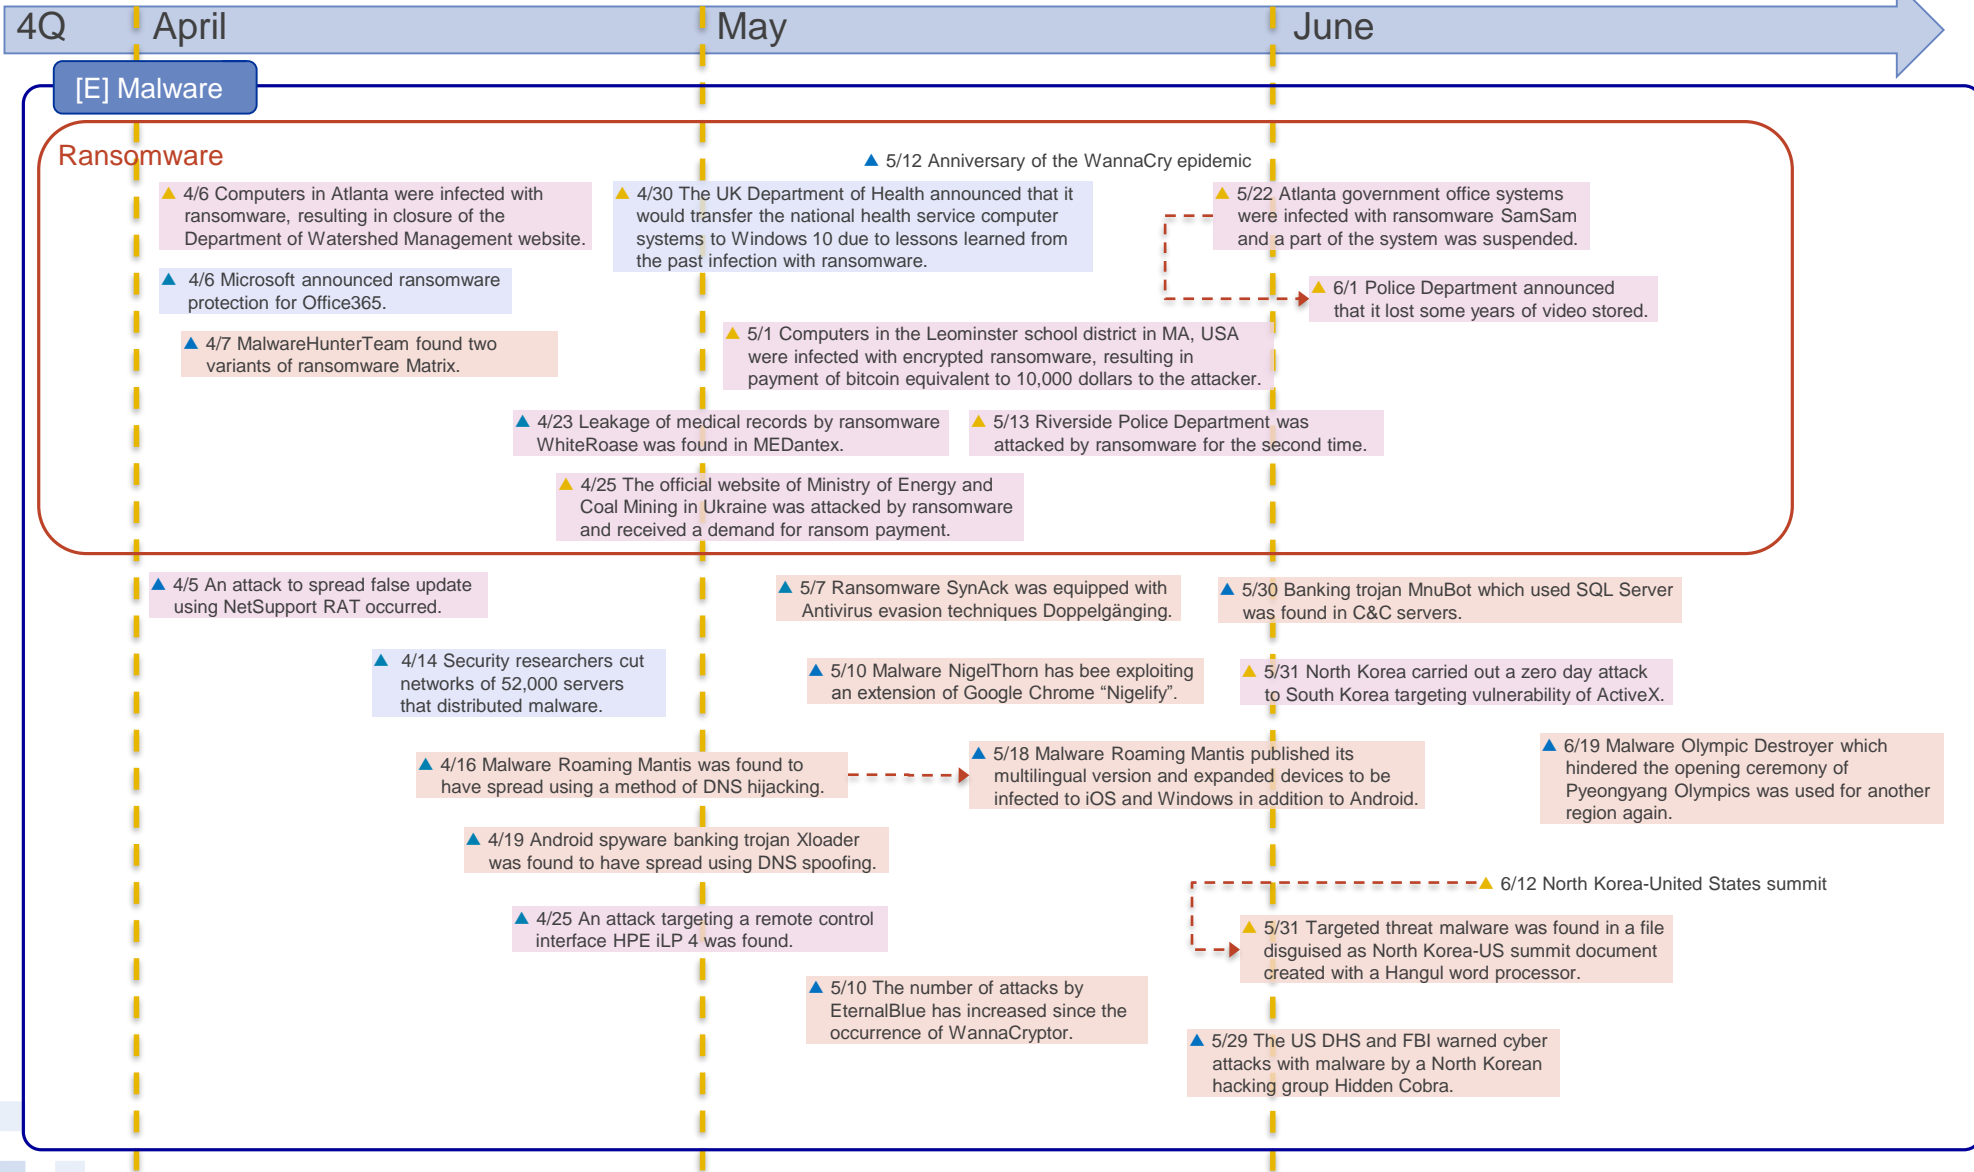 4Q
April
May
June
[E] Malware
Ransomware
▲ 5/12 Anniversary of the WannaCry epidemic
▲ 4/6 Computers in Atlanta were infected with
ransomware, resulting in closure of the
Department of Watershed Management website.
▲ 4/30 The UK Department of Health announced that it
would transfer the national health service computer
systems to Windows 10 due to lessons learned from
the past infection with ransomware.
▲ 5/22 Atlanta government office systems
were infected with ransomware SamSam
and a part of the system was suspended.
▲ 4/6 Microsoft announced ransomware
protection for Office365.
▲ 6/1 Police Department announced
that it lost some years of video stored.
▲ 4/7 MalwareHunterTeam found two
variants of ransomware Matrix.
▲ 5/1 Computers in the Leominster school district in MA, USA
were infected with encrypted ransomware, resulting in
payment of bitcoin equivalent to 10,000 dollars to the attacker.
▲ 4/23 Leakage of medical records by ransomware
WhiteRoase was found in MEDantex.
▲ 5/13 Riverside Police Department was
attacked by ransomware for the second time.
▲ 4/25 The official website of Ministry of Energy and
Coal Mining in Ukraine was attacked by ransomware
and received a demand for ransom payment.
▲ 4/5 An attack to spread false update
using NetSupport RAT occurred.
▲ 5/7 Ransomware SynAck was equipped with
Antivirus evasion techniques Doppelgänging.
▲ 5/30 Banking trojan MnuBot which used SQL Server
was found in C&C servers.
▲ 4/14 Security researchers cut
networks of 52,000 servers
that distributed malware.
▲ 5/10 Malware NigelThorn has bee exploiting
an extension of Google Chrome “Nigelify”.
▲ 5/31 North Korea carried out a zero day attack
to South Korea targeting vulnerability of ActiveX.
▲ 4/16 Malware Roaming Mantis was found to
have spread using a method of DNS hijacking.
▲ 5/18 Malware Roaming Mantis published its
multilingual version and expanded devices to be
infected to iOS and Windows in addition to Android.
▲ 6/19 Malware Olympic Destroyer which
hindered the opening ceremony of
Pyeongyang Olympics was used for another
region again.
▲ 4/19 Android spyware banking trojan Xloader
was found to have spread using DNS spoofing.
▲ 6/12 North Korea-United States summit
▲ 4/25 An attack targeting a remote control
interface HPE iLP 4 was found.
▲ 5/31 Targeted threat malware was found in a file
disguised as North Korea-US summit document
created with a Hangul word processor.
▲ 5/10 The number of attacks by
EternalBlue has increased since the
occurrence of WannaCryptor.
▲ 5/29 The US DHS and FBI warned cyber
attacks with malware by a North Korean
hacking group Hidden Cobra.